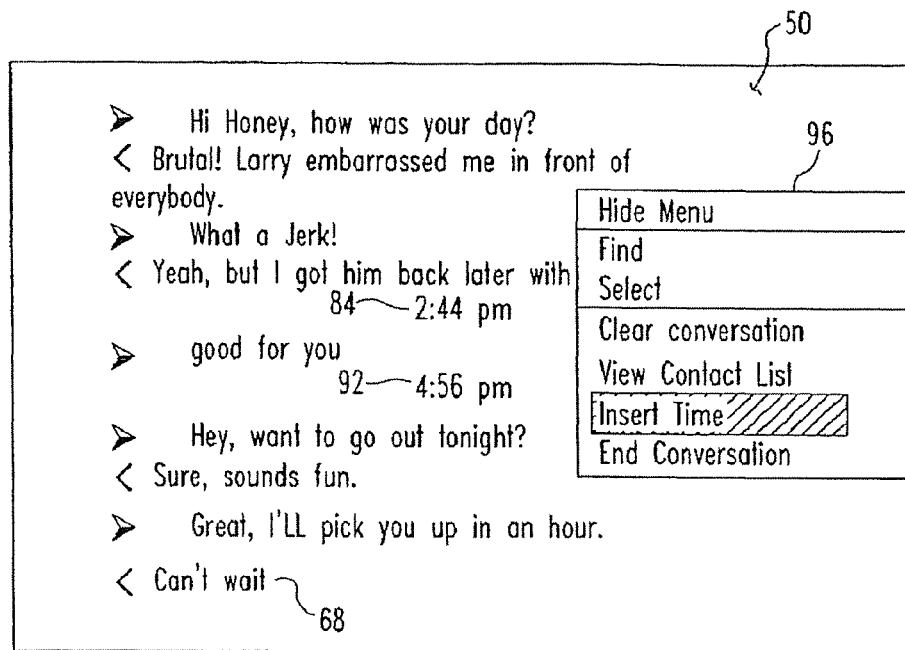 50
➢ Hi Honey, how was your day?
< Brutal! Larry embarrassed me in front of
everybody.
➢ What a Jerk!
< Yeah, but I got him back later with
84 2:44 pm
➢ good for you
92 4:56 pm
➢ Hey, want to go out tonight?
< Sure, sounds fun.
➢ Great, I'LL pick you up in an hour.
< Can't wait
68
96
Hide Menu
Find
Select
Clear conversation
View Contact List
Insert Time
End Conversation